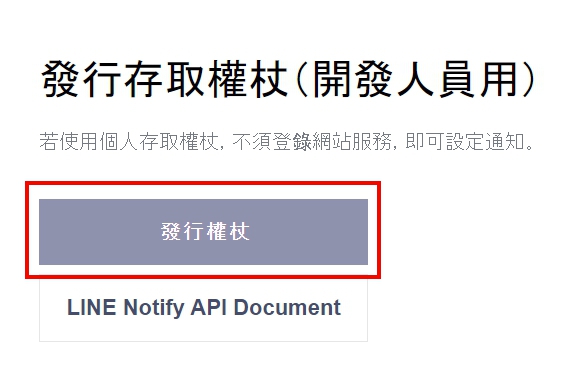 發行存取權杖(開發人員用)
若使用個人存取權杖, 不須登錄網站服務, 即可設定通知。
發行權杖
LINE Notify API Document